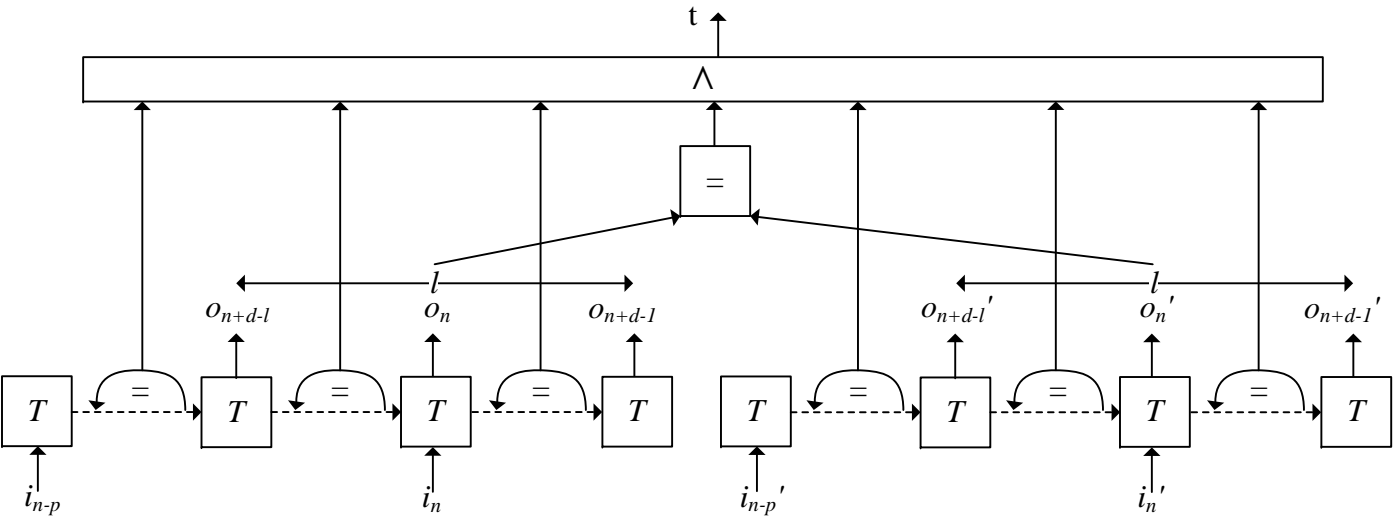 t
∧
=
l l
o_{n+d-l} o_n o_{n+d-1} o_{n+d-l}' o_n' o_{n+d-1}'
T = T = T = T T = T = T = T
i_{n-p} i_n i_{n-p}' i_n'